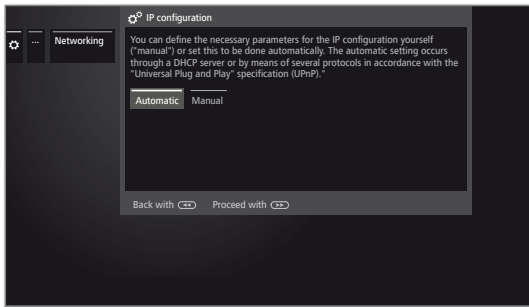 IP configuration
... Networking
You can define the necessary parameters for the IP configuration yourself
("manual") or set this to be done automatically. The automatic setting occurs
through a DHCP server or by means of several protocols in accordance with the
"Universal Plug and Play" specification (UPnP)."
Automatic Manual
Back with Proceed with